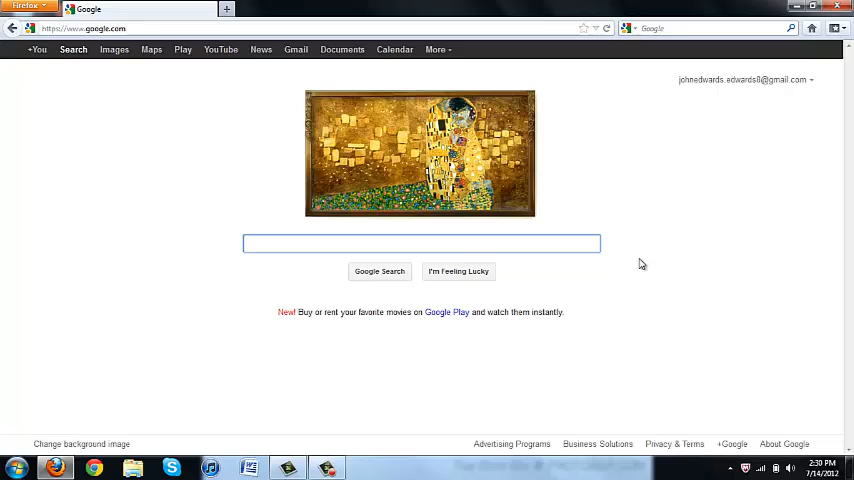 Firefox
Google
https://www.google.com
Google
+You Search Images Maps Play YouTube News Gmail Documents Calendar More
johnedwards.edwards8@gmail.com
Google Search I'm Feeling Lucky
New! Buy or rent your favorite movies on Google Play and watch them instantly.
Change background image Advertising Programs Business Solutions Privacy & Terms +Google About Google
2:30 PM
7/14/2012